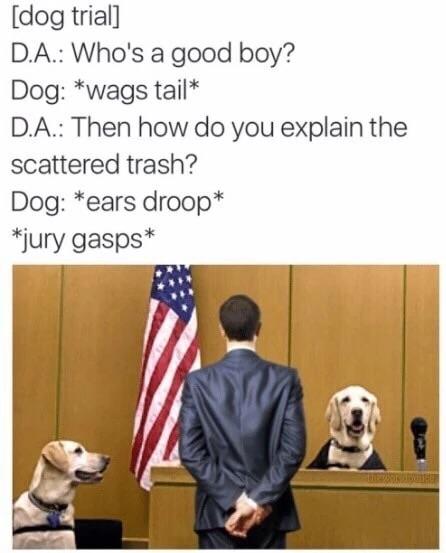 [dog trial]
D.A.: Who's a good boy?
Dog: *wags tail*
D.A.: Then how do you explain the
scattered trash?
Dog: *ears droop*
*jury gasps*